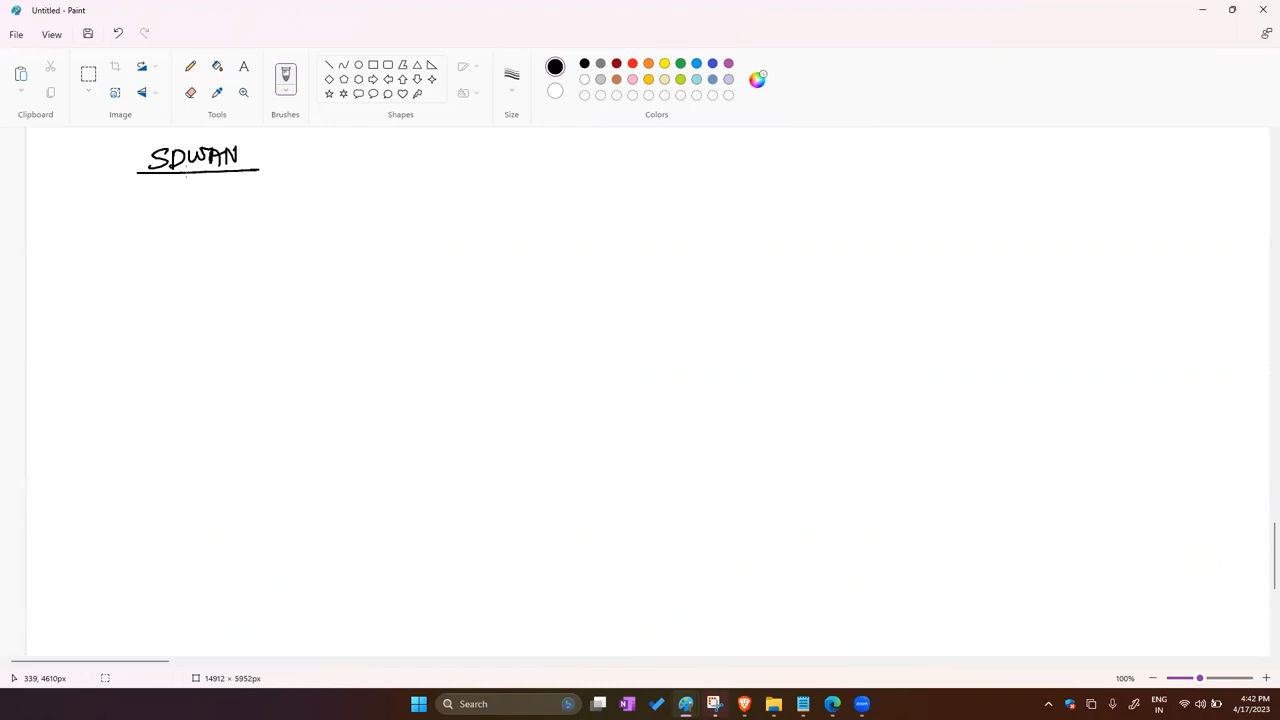 Untitled - Paint
File View
Clipboard Image Tools Brushes Shapes Size Colors
SDWAN
339, 4610px 14912 × 5952px 100%
Search zoom ENG IN 4:42 PM 4/17/2023